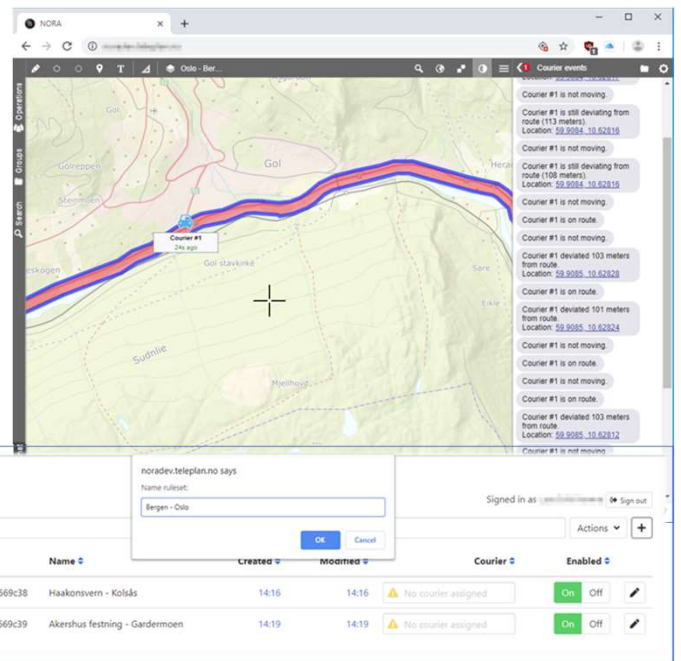 NORA
T
Oslo - Ber...
1
Courier events
Operations
Groups
Search
Gol
Golreppen
Gol
Courier #1
24s ago
Gol stavkirke
eskogen
Sudnlie
Sare
Eikle
Courier #1 is not moving.
Courier #1 is still deviating from
route (113 meters).
Location: 59.9084, 10.62816
Courier #1 is not moving.
Courier #1 is still deviating from
route (108 meters).
Location: 59.9084, 10.62816
Courier #1 is not moving.
Courier #1 is on route.
Courier #1 is not moving.
Courier #1 deviated 103 meters
from route.
Location: 59.9085, 10.62828
Courier #1 is on route.
Courier #1 deviated 101 meters
from route.
Location: 59.9085, 10.62824
Courier #1 is not moving.
Courier #1 is on route.
Courier #1 is not moving.
Courier #1 is on route.
Courier #1 deviated 103 meters
from route.
Location: 59.9085, 10.62812
Courier #1 is not moving
noradev.teleplan.no says
Name ruleset:
Bergen - Oslo
OK Cancel
Signed in as
Sign out
Actions +
Name Created Modified Courier Enabled
569c38 Haakonsvern - Kolsås 14:16 14:16 No courier assigned On Off
569c39 Akershus festning - Gardermoen 14:19 14:19 No courier assigned On Off